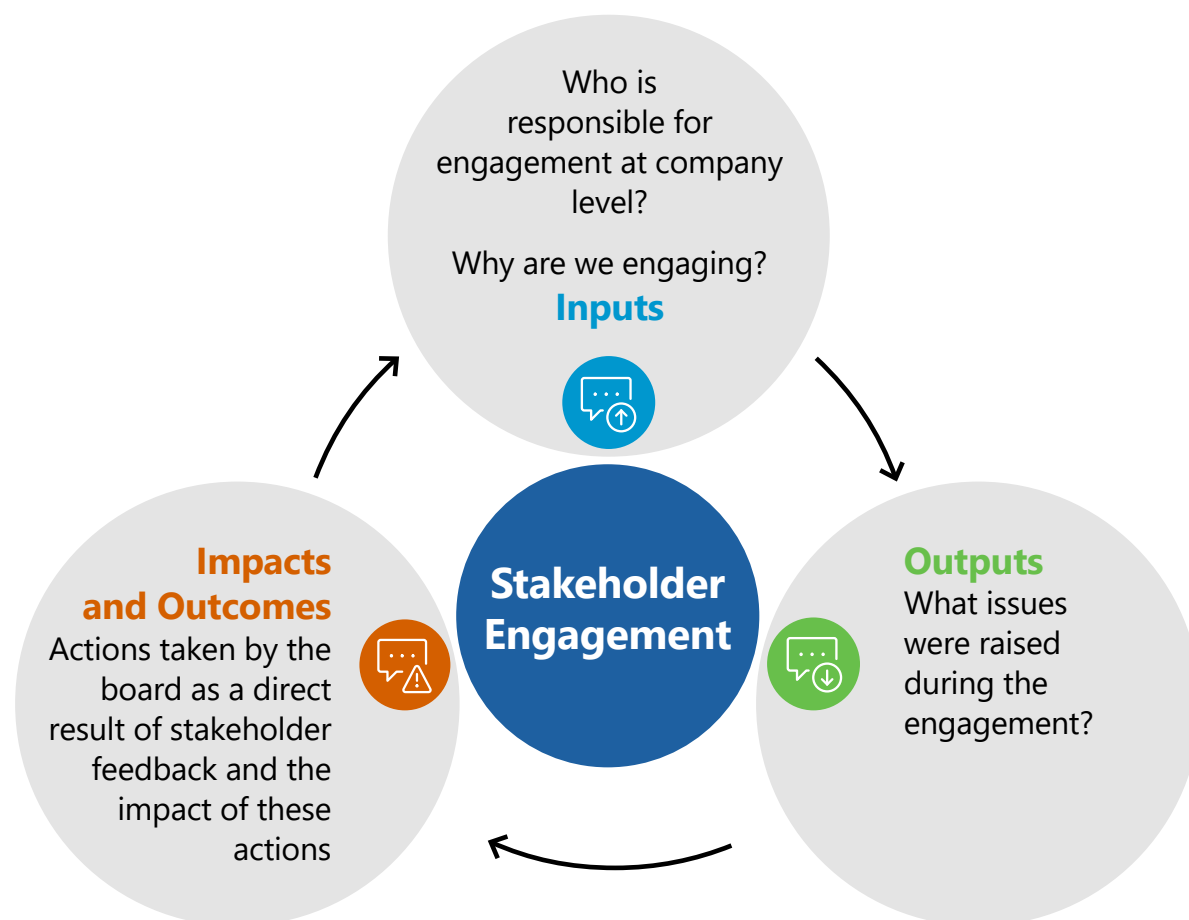 Who is
responsible for
engagement at company
level?
Why are we engaging?
Inputs
Stakeholder
Engagement
Outputs
What issues
were raised
during the
engagement?
Impacts
and Outcomes
Actions taken by the
board as a direct
result of stakeholder
feedback and the
impact of these
actions